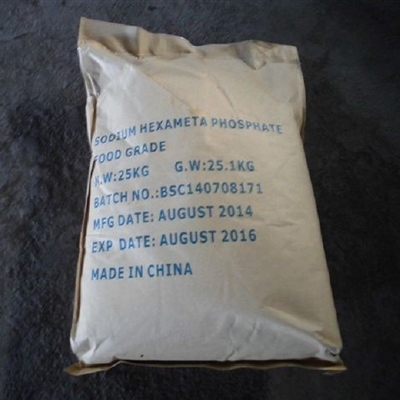 SODIUM HEXAMETA PHOSPHATE
FOOD GRADE
N.W:25KG G.W:25.1KG
BATCH NO.:BSC140708171
MFG DATE: AUGUST 2014
EXP DATE: AUGUST 2016
MADE IN CHINA